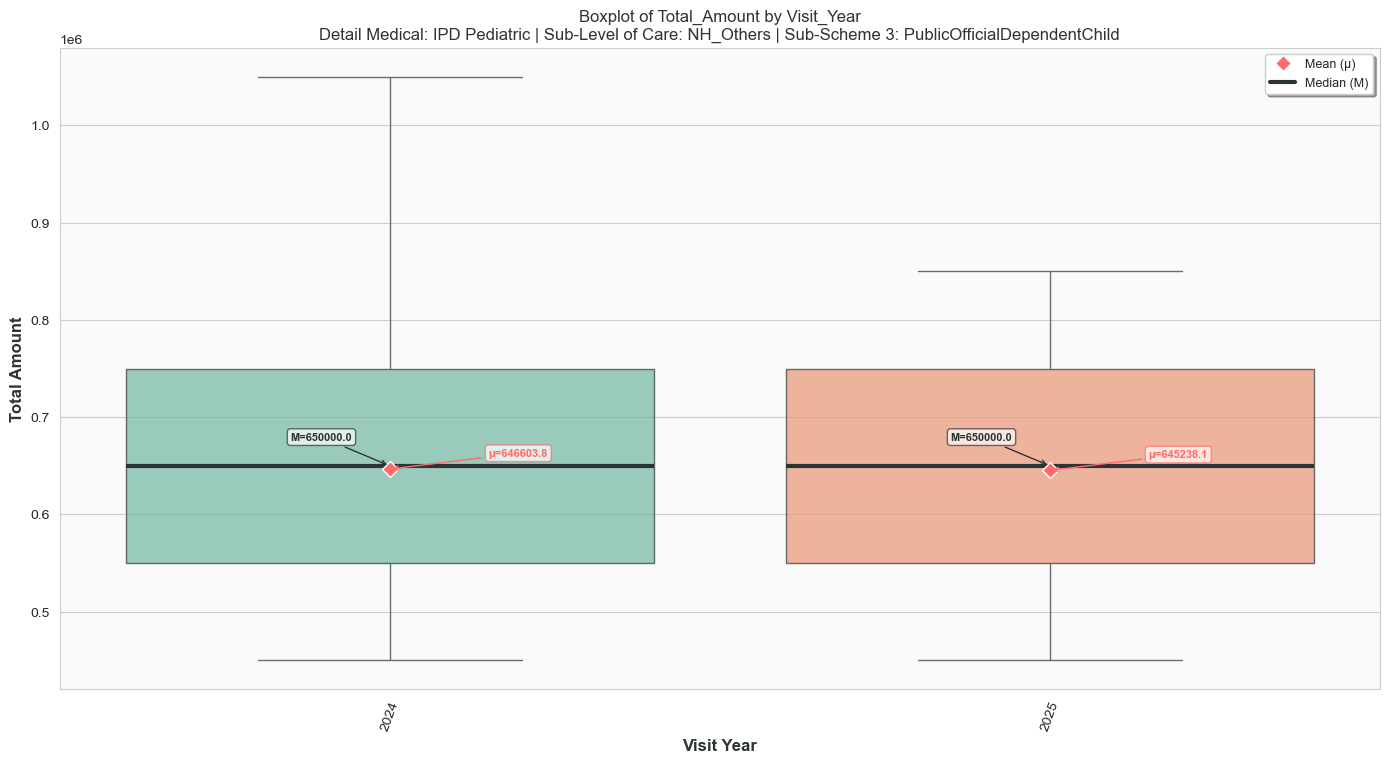 Boxplot of Total_Amount by Visit_Year
Detail Medical: IPD Pediatric | Sub-Level of Care: NH_Others | Sub-Scheme 3: PublicOfficialDependentChild
1e6
Mean (μ)
Median (M)
1.0
0.9
0.8
0.7
0.6
0.5
Total Amount
M=650000.0
μ=646603.8
M=650000.0
μ=645238.1
2024
2025
Visit Year